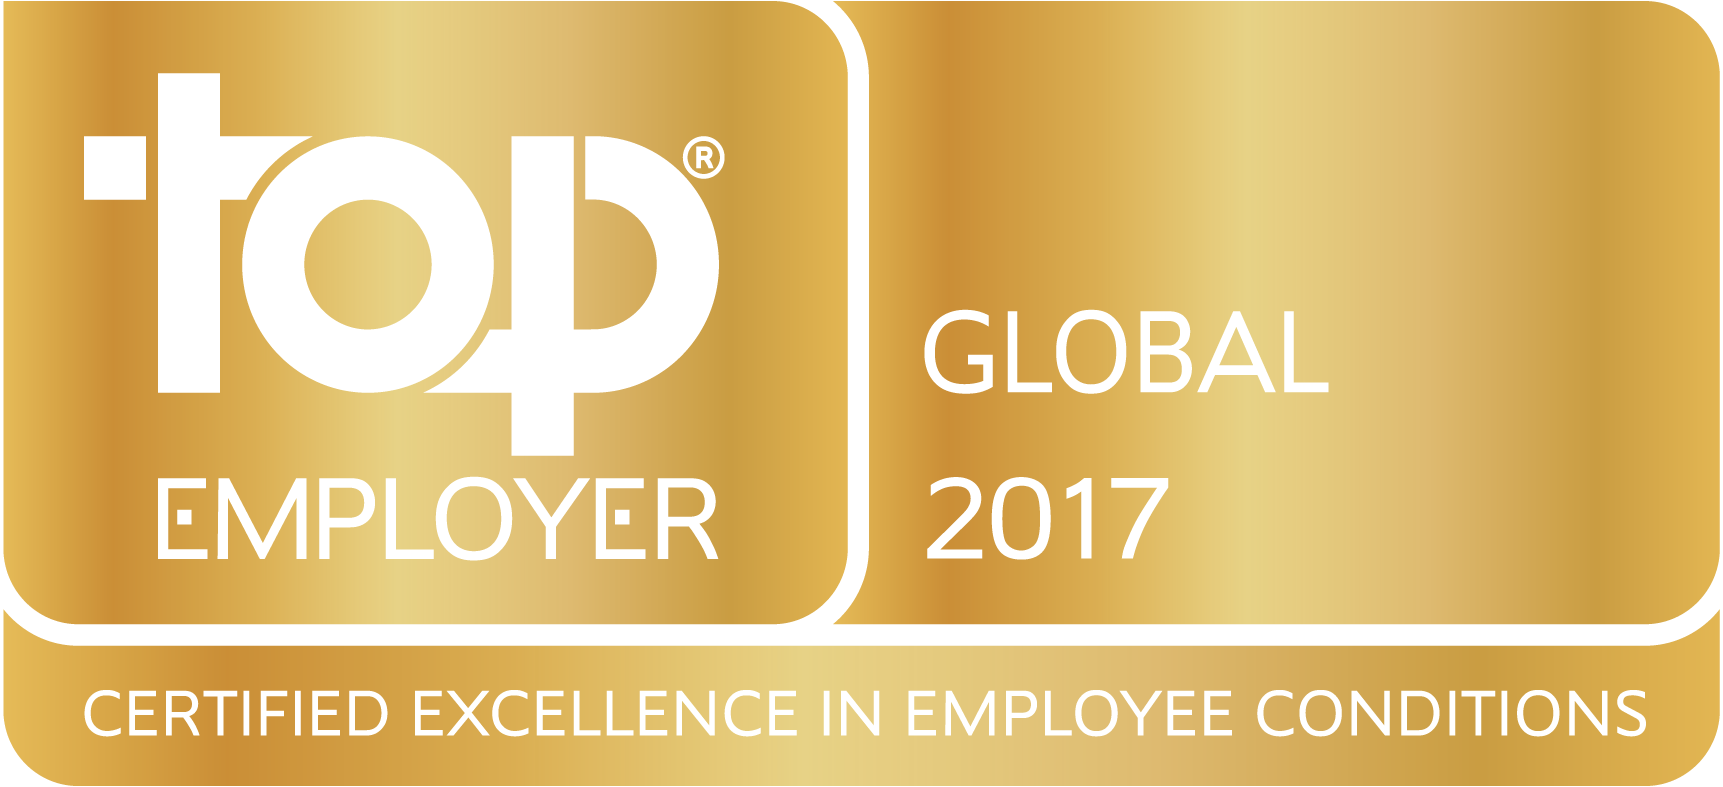 top®
EMPLOYER
GLOBAL
2017
CERTIFIED EXCELLENCE IN EMPLOYEE CONDITIONS